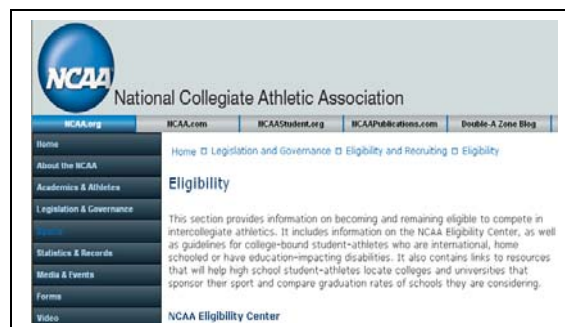 NCAA
National Collegiate Athletic Association
NCAA.org NCAA.com NCAAStudent.org NCAAPublications.com Double-A Zone Blog
Home
About the NCAA
Academics & Athletes
Legislation & Governance
Sports
Statistics & Records
Media & Events
Forms
Video
Home Legislation and Governance Eligibility and Recruiting Eligibility
Eligibility
This section provides information on becoming and remaining eligible to compete in
intercollegiate athletics. It includes information on the NCAA Eligibility Center, as well
as guidelines for college-bound student-athletes who are international, home
schooled or have education-impacting disabilities. It also contains links to resources
that will help high school student-athletes locate colleges and universities that
sponsor their sport and compare graduation rates of schools they are considering.
NCAA Eligibility Center